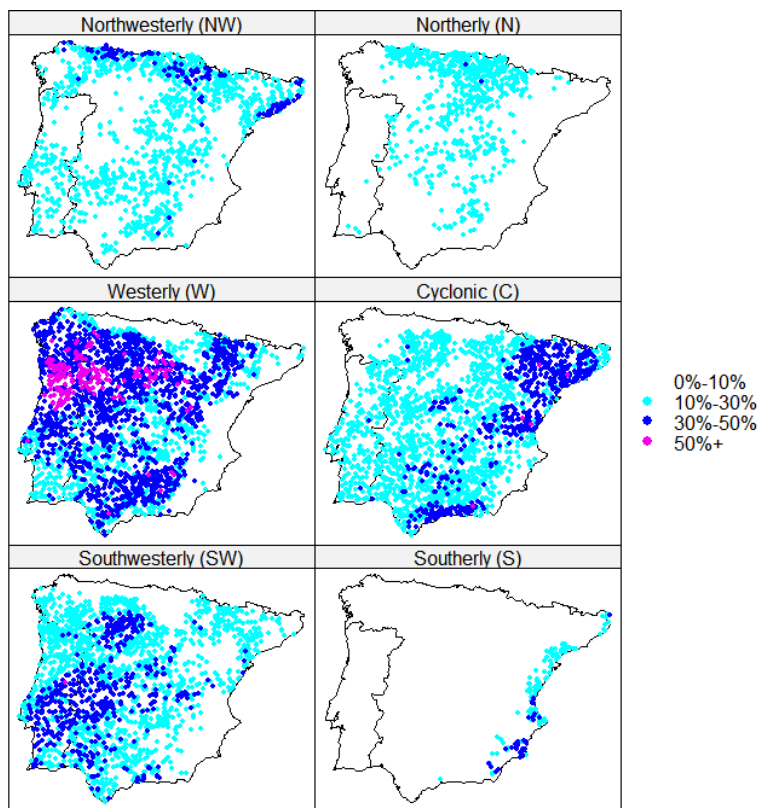 Northwesterly (NW)
Northerly (N)
Westerly (W)
Cyclonic (C)
0%-10%
10%-30%
30%-50%
50%+
Southwesterly (SW)
Southerly (S)